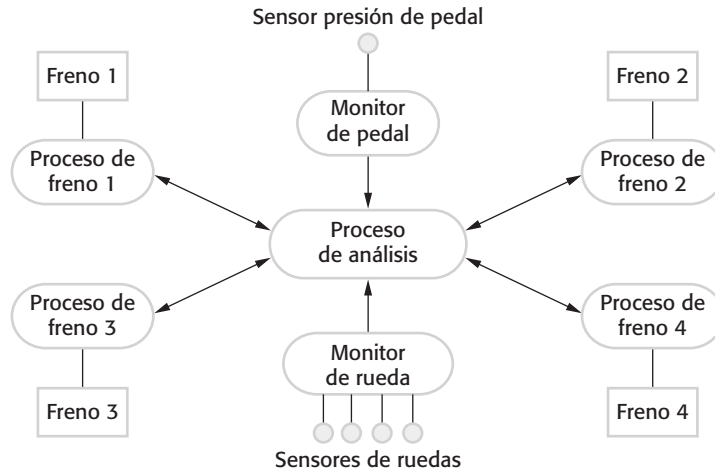 Sensor presión de pedal
Freno 1
Freno 2
Monitor
de pedal
Proceso de
freno 1
Proceso de
freno 2
Proceso
de análisis
Proceso de
freno 3
Proceso de
freno 4
Monitor
de rueda
Freno 3
Freno 4
Sensores de ruedas